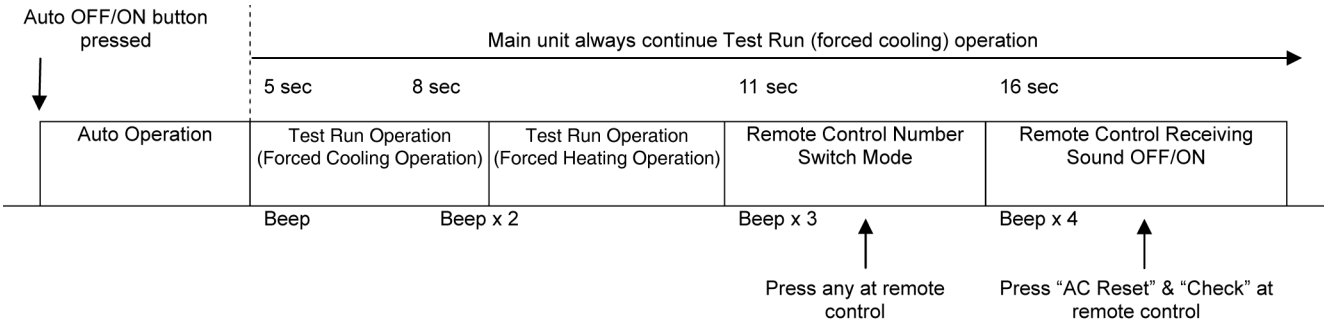 Auto OFF/ON button
pressed
Main unit always continue Test Run (forced cooling) operation
5 sec
8 sec
11 sec
16 sec
Auto Operation
Test Run Operation
(Forced Cooling Operation)
Test Run Operation
(Forced Heating Operation)
Remote Control Number
Switch Mode
Remote Control Receiving
Sound OFF/ON
Beep
Beep x 2
Beep x 3
Beep x 4
Press any at remote
control
Press “AC Reset” & “Check” at
remote control